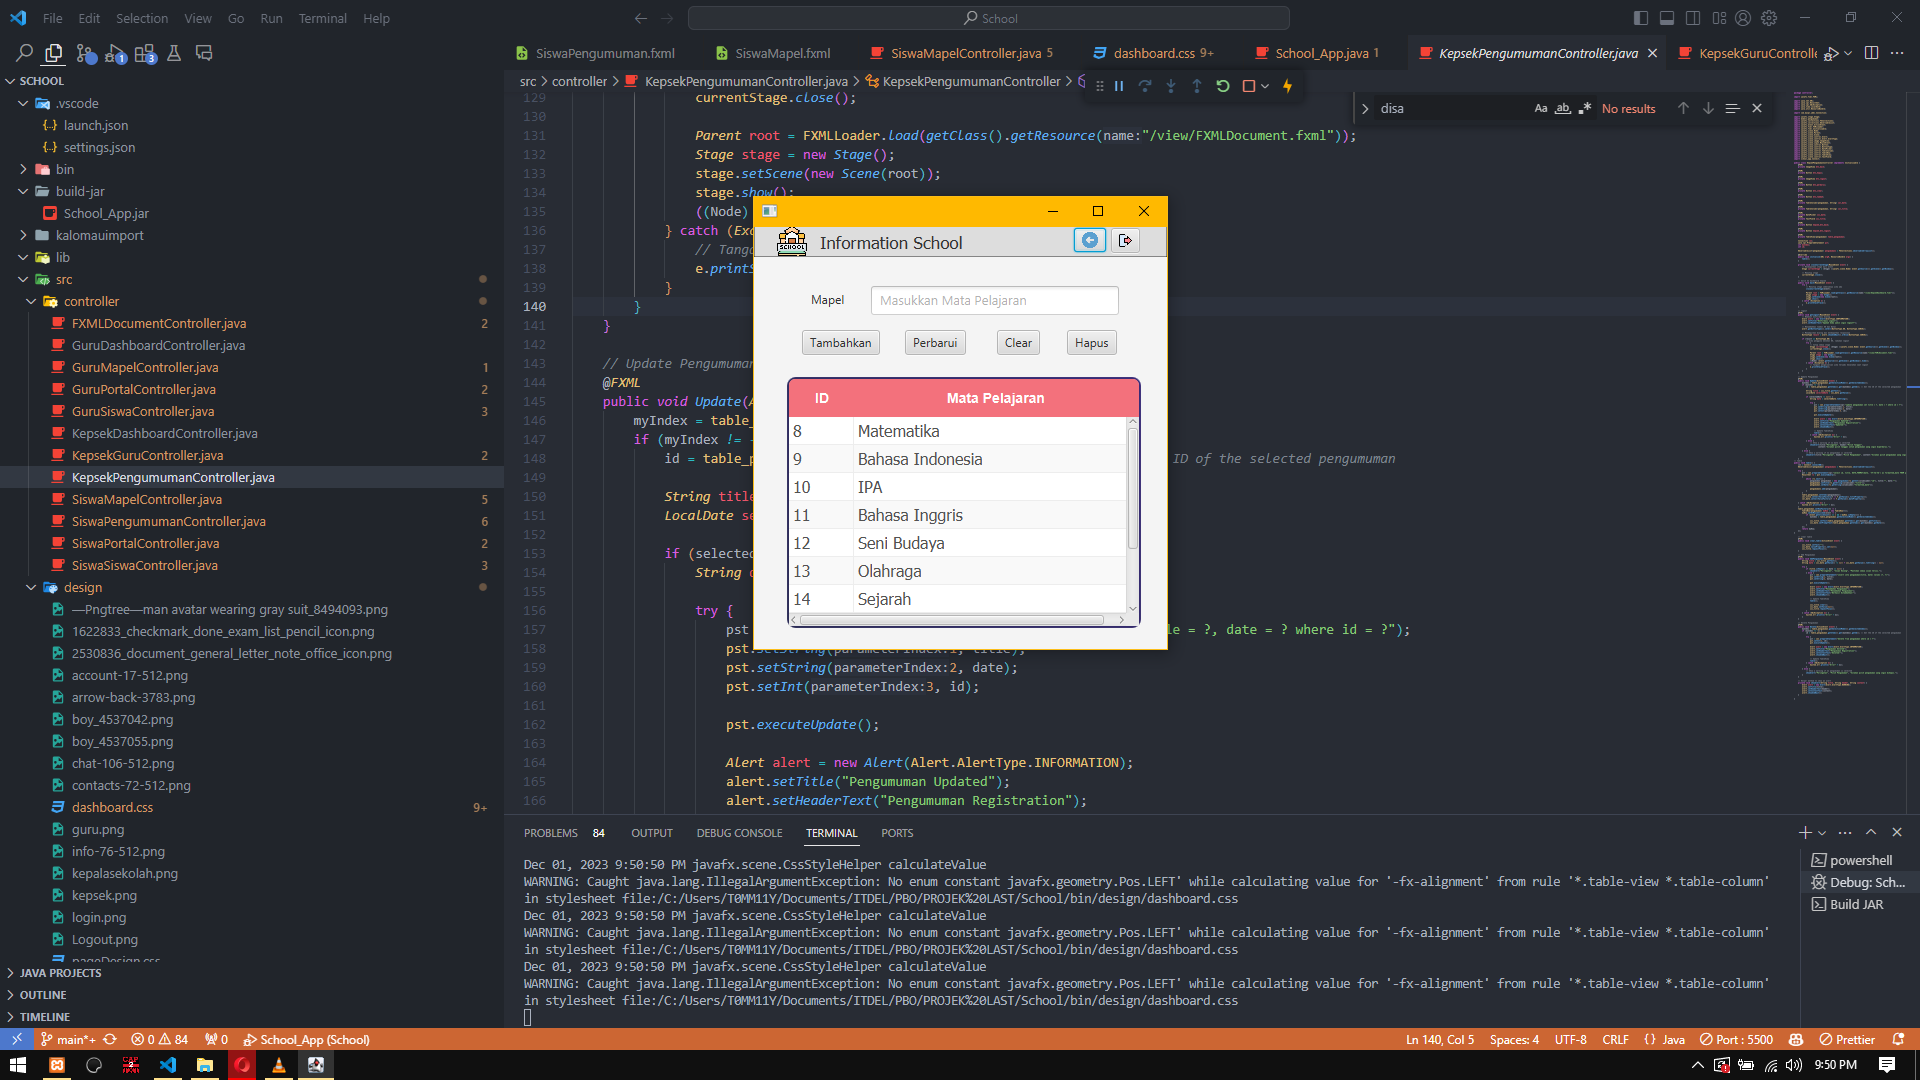 File Edit Selection View Go Run Terminal Help
School
1
3
SiswaPengumuman.fxml
SiswaMapel.fxml
SiswaMapelController.java 5
dashboard.css 9+
School_App.java 1
KepsekPengumumanController.java
KepsekGuruControlle
SCHOOL
.vscode
launch.json
settings.json
bin
build-jar
School_App.jar
kalomauimport
lib
src
controller
FXMLDocumentController.java 2
GuruDashboardController.java
GuruMapelController.java 1
GuruPortalController.java 2
GuruSiswaController.java 3
KepsekDashboardController.java
KepsekGuruController.java 2
KepsekPengumumanController.java
SiswaMapelController.java 5
SiswaPengumumanController.java 6
SiswaPortalController.java 2
SiswaSiswaController.java 3
design
—Pngtree—man avatar wearing gray suit_8494093.png
1622833_checkmark_done_exam_list_pencil_icon.png
2530836_document_general_letter_note_office_icon.png
account-17-512.png
arrow-back-3783.png
boy_4537042.png
boy_4537055.png
chat-106-512.png
contacts-72-512.png
dashboard.css 9+
guru.png
info-76-512.png
kepalasekolah.png
kepsek.png
login.png
Logout.png
pageDesign.css
JAVA PROJECTS
OUTLINE
TIMELINE
src > controller > KepsekPengumumanController.java > KepsekPengumumanController >
disa
Aa ab No results
129 currentStage.close();
130
131 Parent root = FXMLLoader.load(getClass().getResource(name:"/view/FXMLDocument.fxml"));
132 Stage stage = new Stage();
133 stage.setScene(new Scene(root));
134 stage.show();
135 ((Node)
136 } catch (Exc
137 // Tangg
138 e.printS
139 }
140 }
141 }
142
143 // Update Pengumuman
144 @FXML
145 public void Update(A
146 myIndex = table_
147 if (myIndex != -
148 id = table_p ID of the selected pengumuman
149
150 String title
151 LocalDate se
152
153 if (selected
154 String d
155
156 try {
157 pst le = ?, date = ? where id = ?");
158 pst.setString(parameterIndex:1, title);
159 pst.setString(parameterIndex:2, date);
160 pst.setInt(parameterIndex:3, id);
161
162 pst.executeUpdate();
163
164 Alert alert = new Alert(Alert.AlertType.INFORMATION);
165 alert.setTitle("Pengumuman Updated");
166 alert.setHeaderText("Pengumuman Registration");
SCHOOL
Information School
Mapel
Masukkan Mata Pelajaran
Tambahkan Perbarui Clear Hapus
ID Mata Pelajaran
8 Matematika
9 Bahasa Indonesia
10 IPA
11 Bahasa Inggris
12 Seni Budaya
13 Olahraga
14 Sejarah
PROBLEMS 84 OUTPUT DEBUG CONSOLE TERMINAL PORTS
Dec 01, 2023 9:50:50 PM javafx.scene.CssStyleHelper calculateValue
WARNING: Caught java.lang.IllegalArgumentException: No enum constant javafx.geometry.Pos.LEFT' while calculating value for '-fx-alignment' from rule '*.table-view *.table-column'
in stylesheet file:/C:/Users/T0MM11Y/Documents/ITDEL/PBO/PROJEK%20LAST/School/bin/design/dashboard.css
Dec 01, 2023 9:50:50 PM javafx.scene.CssStyleHelper calculateValue
WARNING: Caught java.lang.IllegalArgumentException: No enum constant javafx.geometry.Pos.LEFT' while calculating value for '-fx-alignment' from rule '*.table-view *.table-column'
in stylesheet file:/C:/Users/T0MM11Y/Documents/ITDEL/PBO/PROJEK%20LAST/School/bin/design/dashboard.css
Dec 01, 2023 9:50:50 PM javafx.scene.CssStyleHelper calculateValue
WARNING: Caught java.lang.IllegalArgumentException: No enum constant javafx.geometry.Pos.LEFT' while calculating value for '-fx-alignment' from rule '*.table-view *.table-column'
in stylesheet file:/C:/Users/T0MM11Y/Documents/ITDEL/PBO/PROJEK%20LAST/School/bin/design/dashboard.css
powershell
Debug: Sch...
Build JAR
main*+ 0 84 0 School_App (School)
Ln 140, Col 5 Spaces: 4 UTF-8 CRLF {} Java Port : 5500 Prettier
9:50 PM